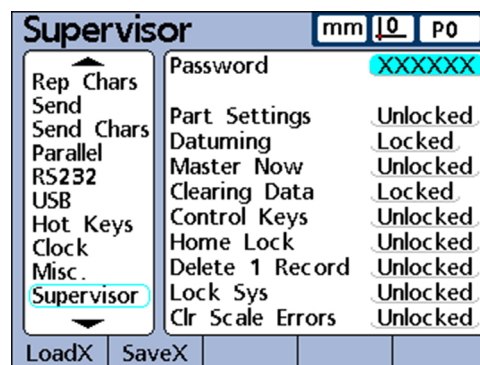 Supervisor mm 0 P0
Rep Chars
Send
Send Chars
Parallel
RS232
USB
Hot Keys
Clock
Misc.
Supervisor
Password XXXXXX
Part Settings Unlocked
Datuming Locked
Master Now Unlocked
Clearing Data Locked
Control Keys Unlocked
Home Lock Unlocked
Delete 1 Record Unlocked
Lock Sys Unlocked
Clr Scale Errors Unlocked
LoadX SaveX